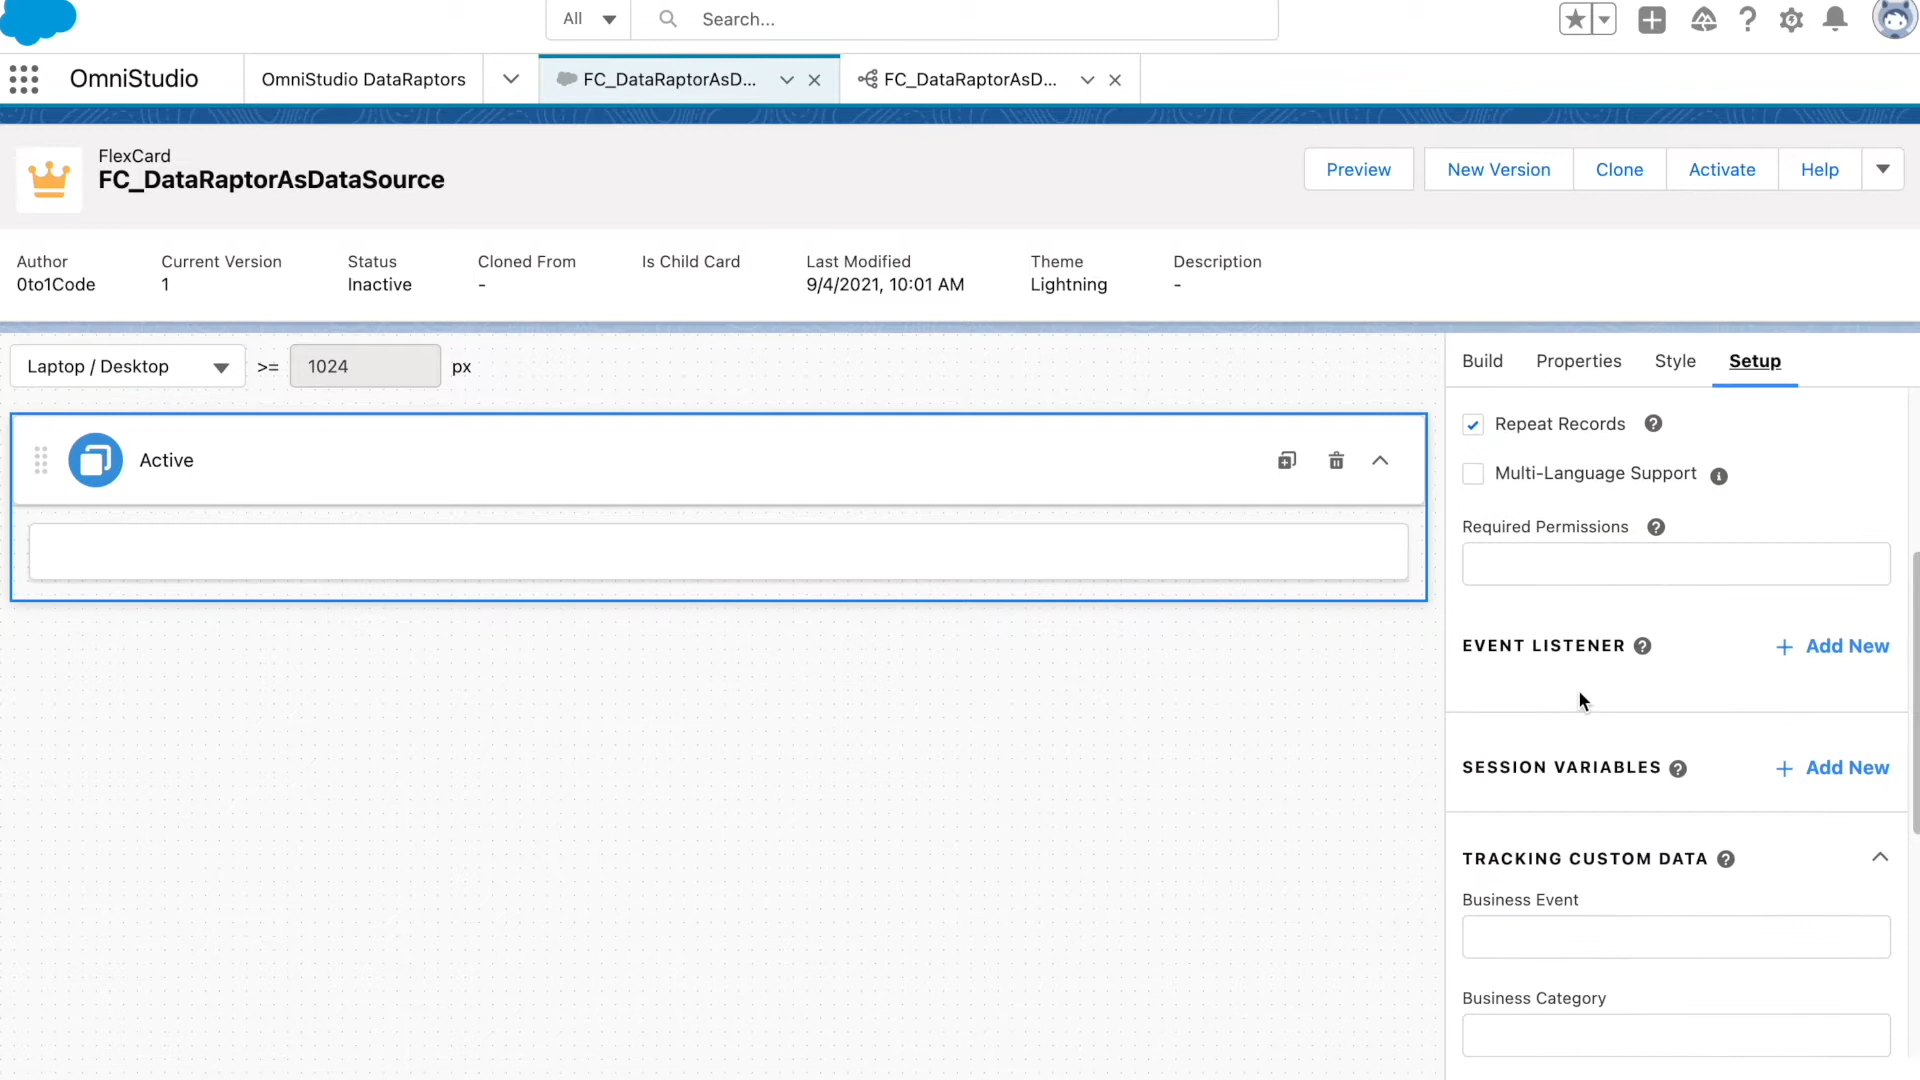 All
Search...
OmniStudio
OmniStudio DataRaptors
FC_DataRaptorAsD...
FC_DataRaptorAsD...
FlexCard
FC_DataRaptorAsDataSource
Preview
New Version
Clone
Activate
Help
Author
Current Version
Status
Cloned From
Is Child Card
Last Modified
Theme
Description
0to1Code
1
Inactive
-
9/4/2021, 10:01 AM
Lightning
-
Laptop / Desktop
>=
1024
px
Build
Properties
Style
Setup
Active
Repeat Records
Multi-Language Support
Required Permissions
EVENT LISTENER
+ Add New
SESSION VARIABLES
+ Add New
TRACKING CUSTOM DATA
Business Event
Business Category